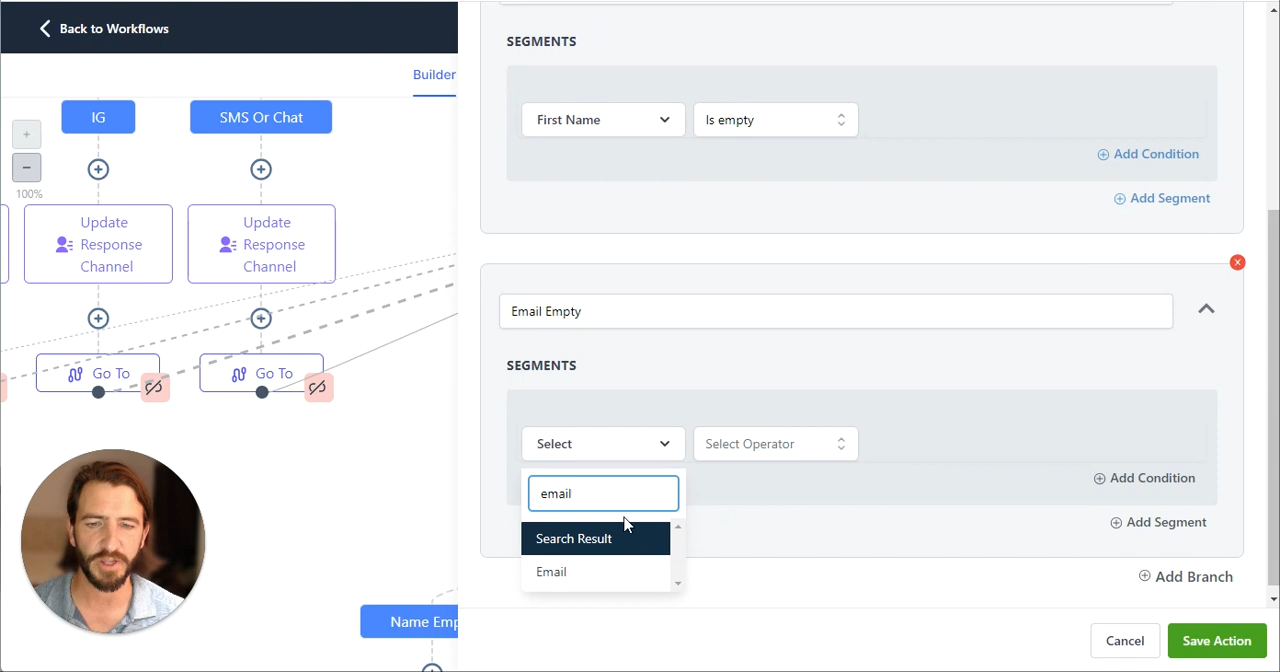 Back to Workflows
Builder
IG
SMS Or Chat
100%
Update
Response
Channel
Update
Response
Channel
Go To
Go To
Name Emp
SEGMENTS
First Name
Is empty
Add Condition
Add Segment
Email Empty
SEGMENTS
Select
Select Operator
email
Search Result
Email
Add Condition
Add Segment
Add Branch
Cancel
Save Action